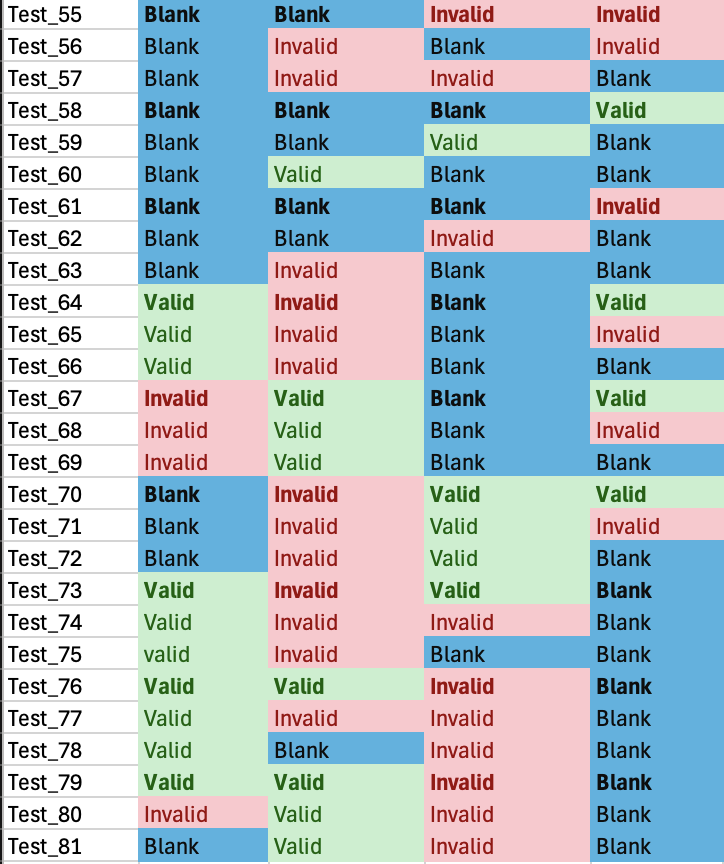 Test_55 Blank Blank Invalid Invalid
Test_56 Blank Invalid Blank Invalid
Test_57 Blank Invalid Invalid Blank
Test_58 Blank Blank Blank Valid
Test_59 Blank Blank Valid Blank
Test_60 Blank Valid Blank Blank
Test_61 Blank Blank Blank Invalid
Test_62 Blank Blank Invalid Blank
Test_63 Blank Invalid Blank Blank
Test_64 Valid Invalid Blank Valid
Test_65 Valid Invalid Blank Invalid
Test_66 Valid Invalid Blank Blank
Test_67 Invalid Valid Blank Valid
Test_68 Invalid Valid Blank Invalid
Test_69 Invalid Valid Blank Blank
Test_70 Blank Invalid Valid Valid
Test_71 Blank Invalid Valid Invalid
Test_72 Blank Invalid Valid Blank
Test_73 Valid Invalid Valid Blank
Test_74 Valid Invalid Invalid Blank
Test_75 valid Invalid Blank Blank
Test_76 Valid Valid Invalid Blank
Test_77 Valid Invalid Invalid Blank
Test_78 Valid Blank Invalid Blank
Test_79 Valid Valid Invalid Blank
Test_80 Invalid Valid Invalid Blank
Test_81 Blank Valid Invalid Blank